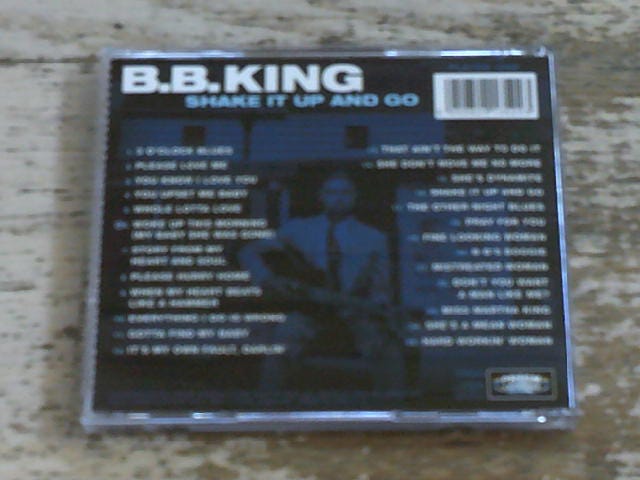 B.B.KING
SHAKE IT UP AND GO
3 O'CLOCK BLUES
PLEASE LOVE ME
YOU KNOW I LOVE YOU
YOU UPSET ME BABY
WHOLE LOTTA LOVE
WOKE UP THIS MORNING
MY BABY SHE WAS GONE
STORY FROM MY
HEART AND SOUL
PLEASE HURRY HOME
WHEN MY HEART BEATS
LIKE A HAMMER
EVERYTHING I DO IS WRONG
GOTTA FIND MY BABY
IT'S MY OWN FAULT, DARLIN'
THAT AIN'T THE WAY TO DO IT
SHE DON'T MOVE ME NO MORE
SHE'S DYNAMITE
SHAKE IT UP AND GO
THE OTHER NIGHT BLUES
PRAY FOR YOU
FINE LOOKING WOMAN
B B'S BOOGIE
MISTREATED WOMAN
DON'T YOU WANT
A MAN LIKE ME?
MISS MARTHA KING
SHE'S A MEAN WOMAN
HARD WORKIN' WOMAN